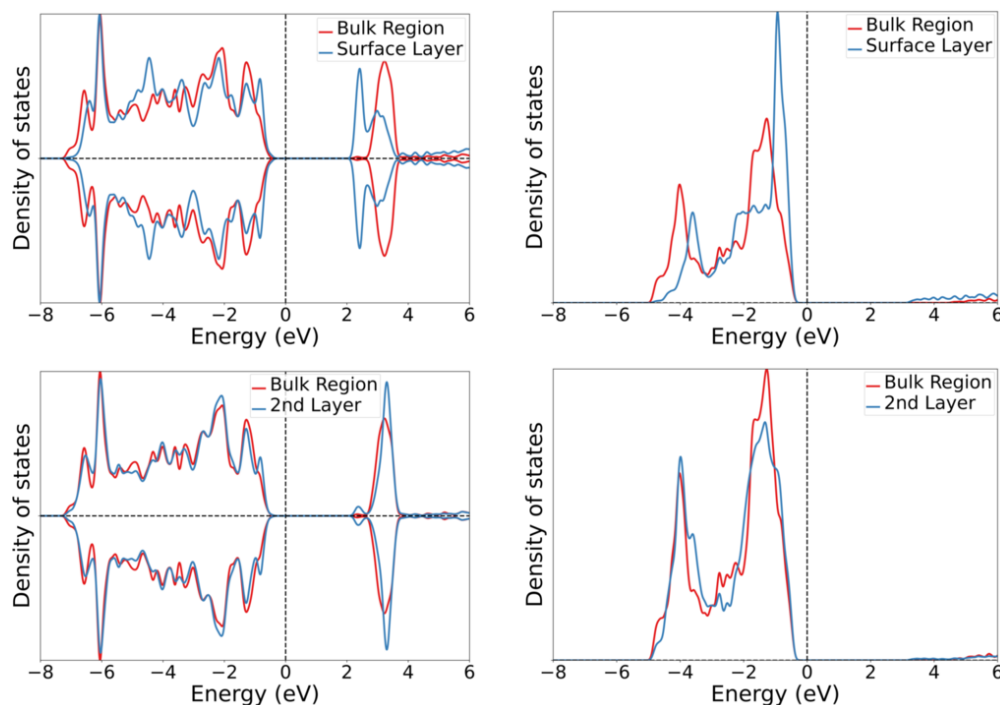 Density of states
Bulk Region
Surface Layer
−8 −6 −4 −2 0 2 4 6
Energy (eV)
Density of states
Bulk Region
Surface Layer
−8 −6 −4 −2 0 2 4 6
Energy (eV)
Density of states
Bulk Region
2nd Layer
−8 −6 −4 −2 0 2 4 6
Energy (eV)
Density of states
Bulk Region
2nd Layer
−8 −6 −4 −2 0 2 4 6
Energy (eV)